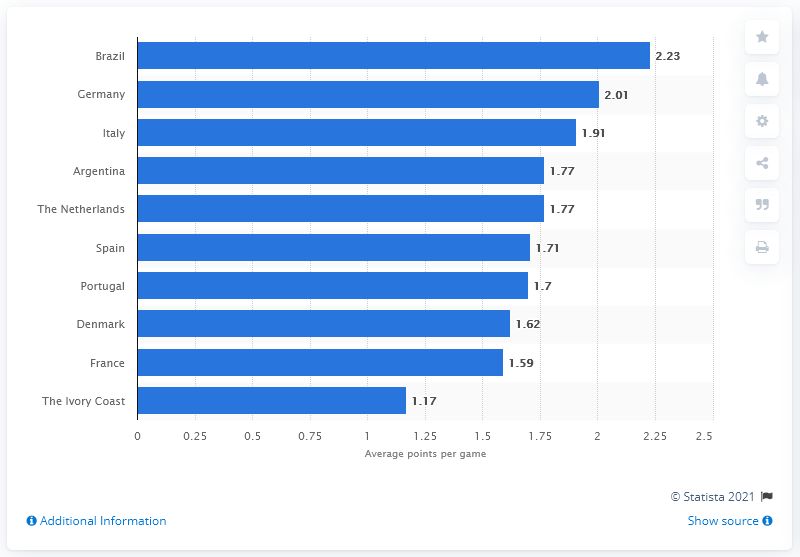 Brazil 2.23
Germany 2.01
Italy 1.91
Argentina 1.77
The Netherlands 1.77
Spain 1.71
Portugal 1.7
Denmark 1.62
France 1.59
The Ivory Coast 1.17
0 0.25 0.5 0.75 1 1.25 1.5 1.75 2 2.25 2.5
Average points per game
© Statista 2021
Additional Information Show source